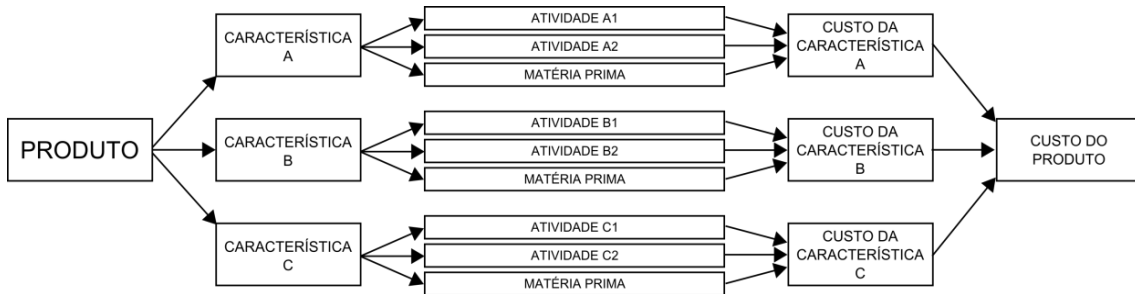 PRODUTO
CARACTERÍSTICA
A
ATIVIDADE A1
ATIVIDADE A2
MATÉRIA PRIMA
CUSTO DA
CARACTERÍSTICA
A
CARACTERÍSTICA
B
ATIVIDADE B1
ATIVIDADE B2
MATÉRIA PRIMA
CUSTO DA
CARACTERÍSTICA
B
CARACTERÍSTICA
C
ATIVIDADE C1
ATIVIDADE C2
MATÉRIA PRIMA
CUSTO DA
CARACTERÍSTICA
C
CUSTO DO
PRODUTO